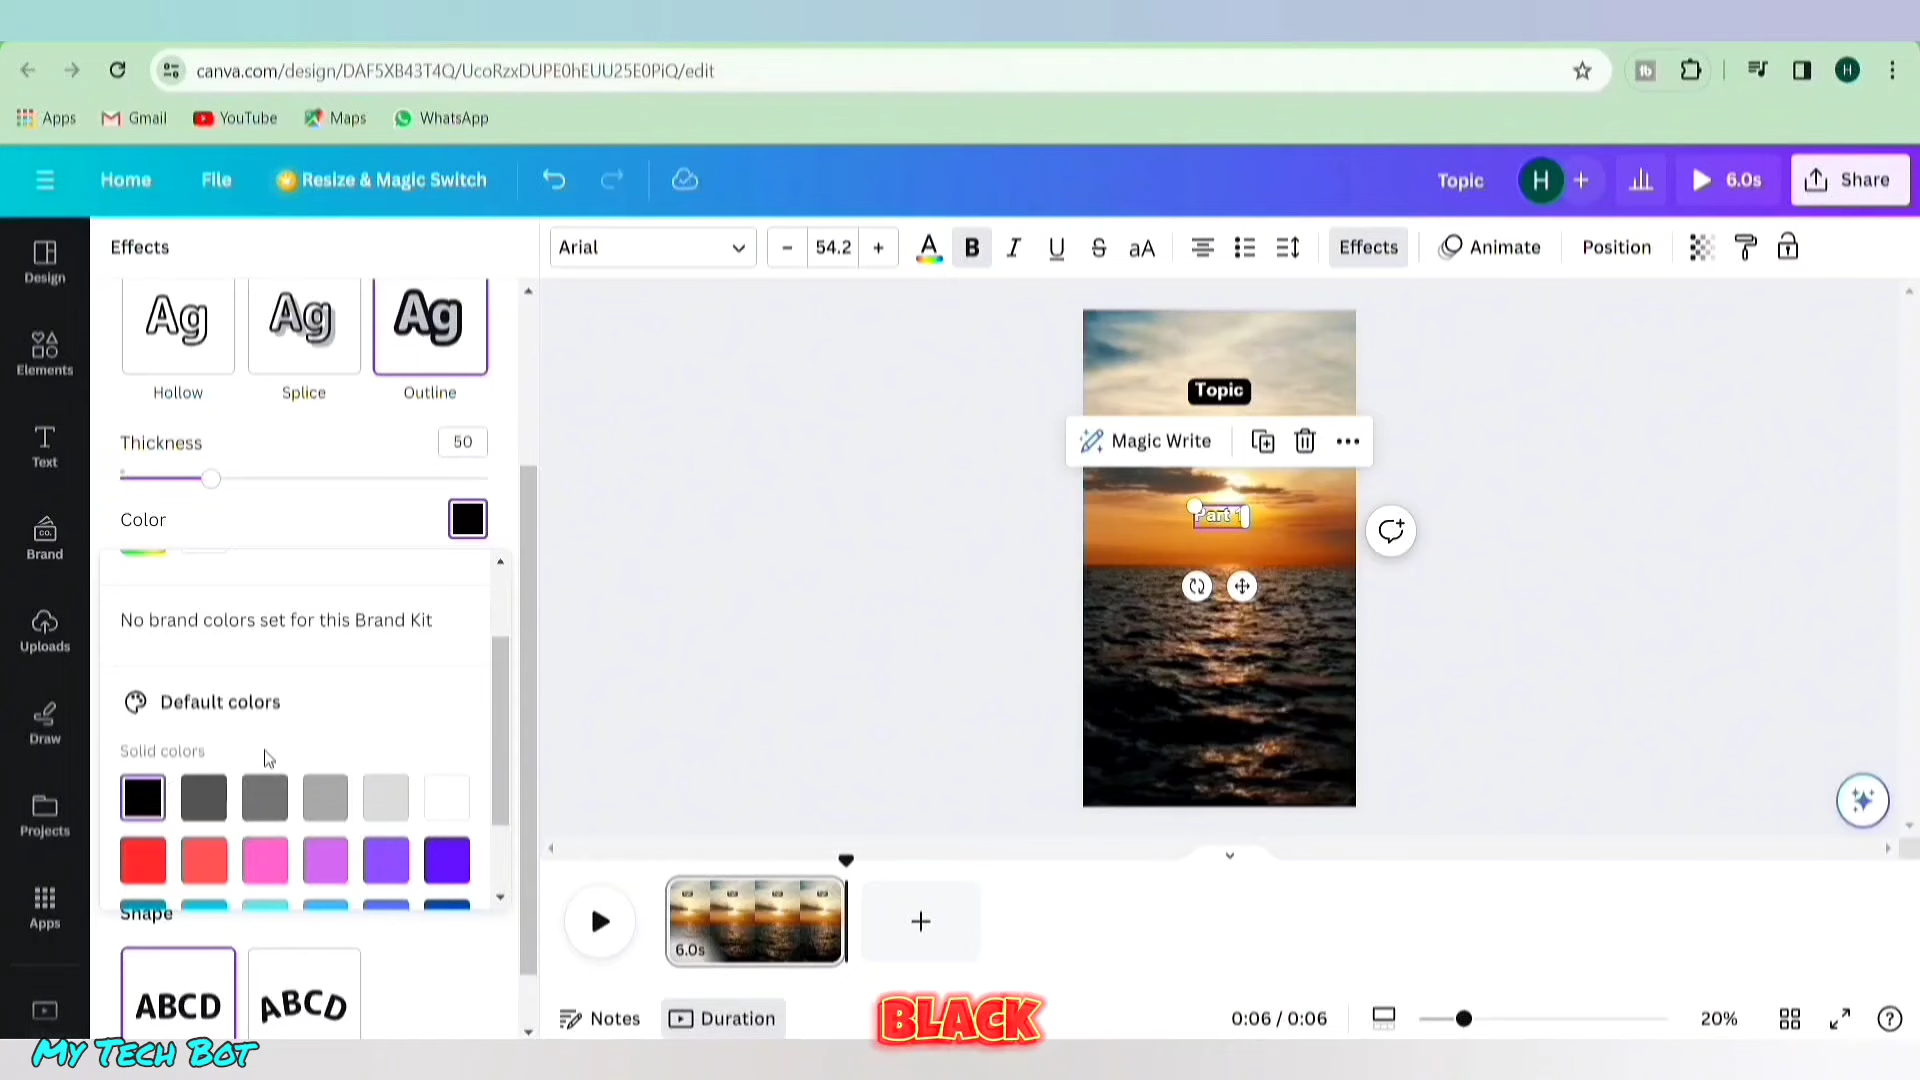 canva.com/design/DAF5XB43T4Q/UcoRzxDUPE0hEUU25E0PiQ/edit
H
Apps Gmail YouTube Maps WhatsApp
Home File Resize & Magic Switch Topic H + 6.0s Share
Design
Elements
Text
CO.
Brand
Uploads
Draw
Projects
Apps
Effects
Arial - 54.2 + A B I U S aA Effects Animate Position
Ag Ag Ag
Hollow Splice Outline
Thickness 50
Color
No brand colors set for this Brand Kit
Default colors
Solid colors
Shape
ABCD ABCD
Topic
Magic Write
Part 1
6.0s
Notes Duration 0:06 / 0:06 20% ?
BLACK
My Tech Bot